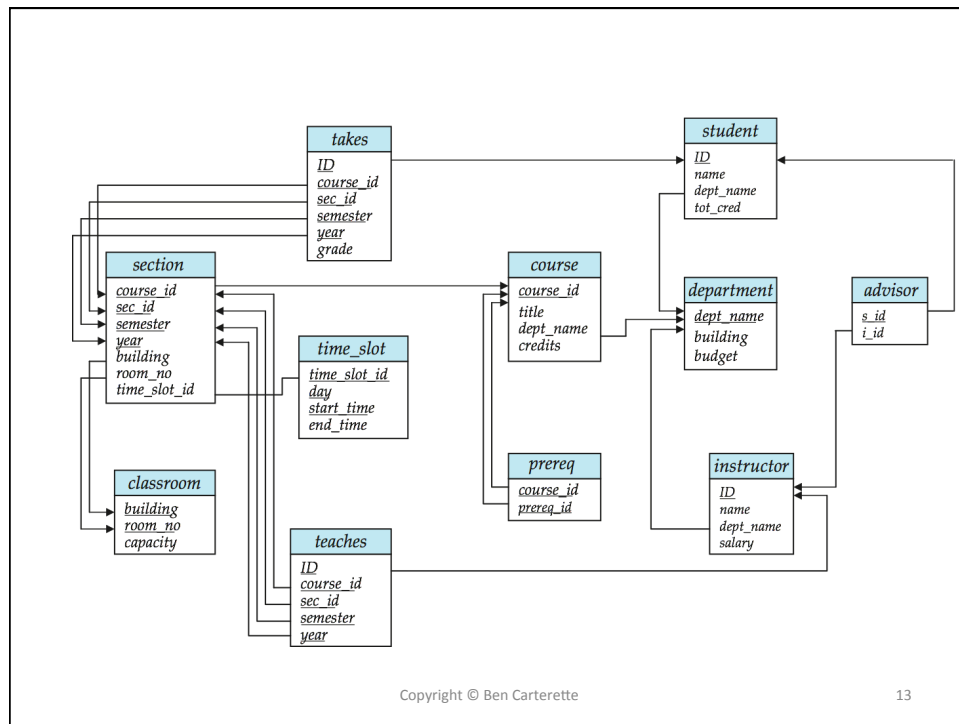 takes
ID
course_id
sec_id
semester
year
grade
student
ID
name
dept_name
tot_cred
section
course_id
sec_id
semester
year
building
room_no
time_slot_id
course
course_id
title
dept_name
credits
department
dept_name
building
budget
advisor
s_id
i_id
time_slot
time_slot_id
day
start_time
end_time
prereq
course_id
prereq_id
instructor
ID
name
dept_name
salary
classroom
building
room_no
capacity
teaches
ID
course_id
sec_id
semester
year
Copyright © Ben Carterette
13